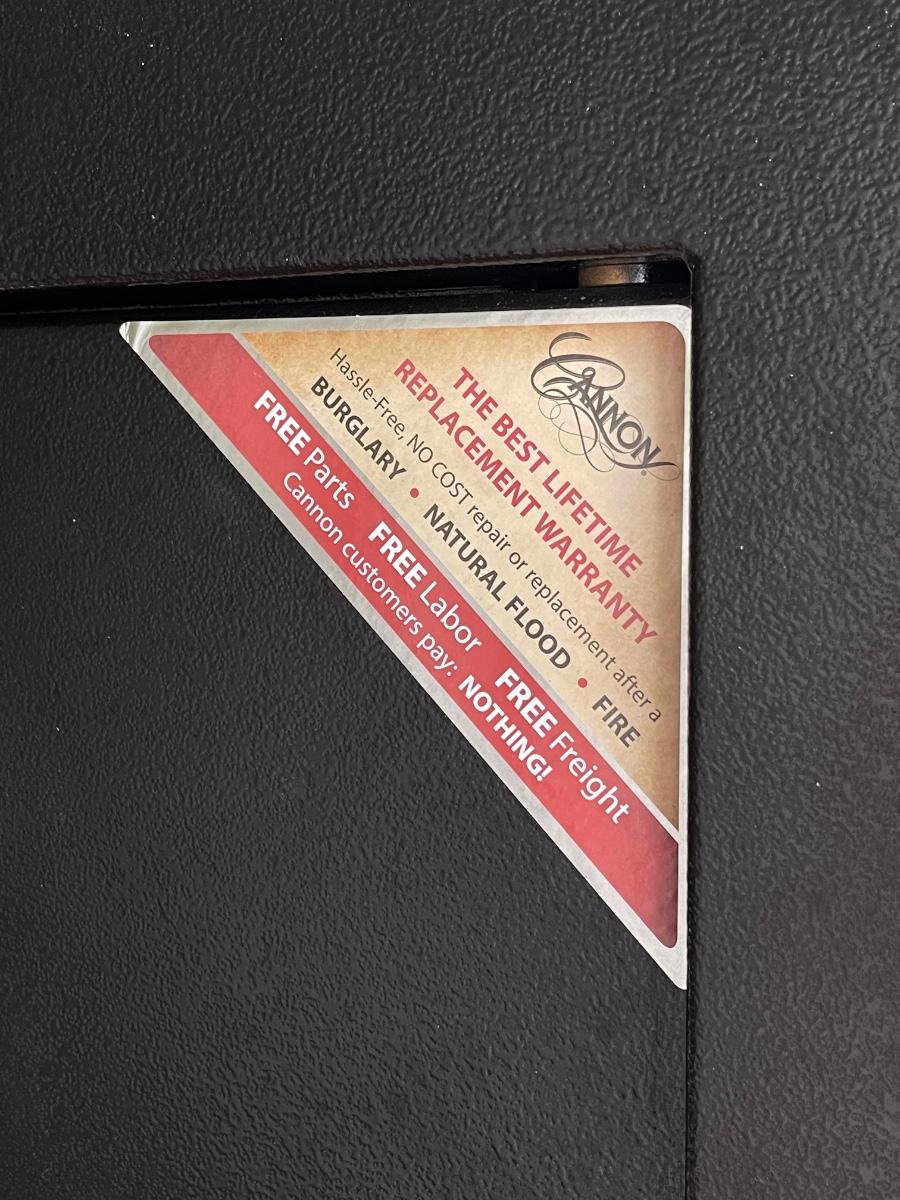 CANNON
THE BEST LIFETIME
REPLACEMENT WARRANTY
Hassle-Free, NO COST repair or replacement after a
BURGLARY • NATURAL FLOOD • FIRE
FREE Parts FREE Labor FREE Freight
Cannon customers pay: NOTHING!